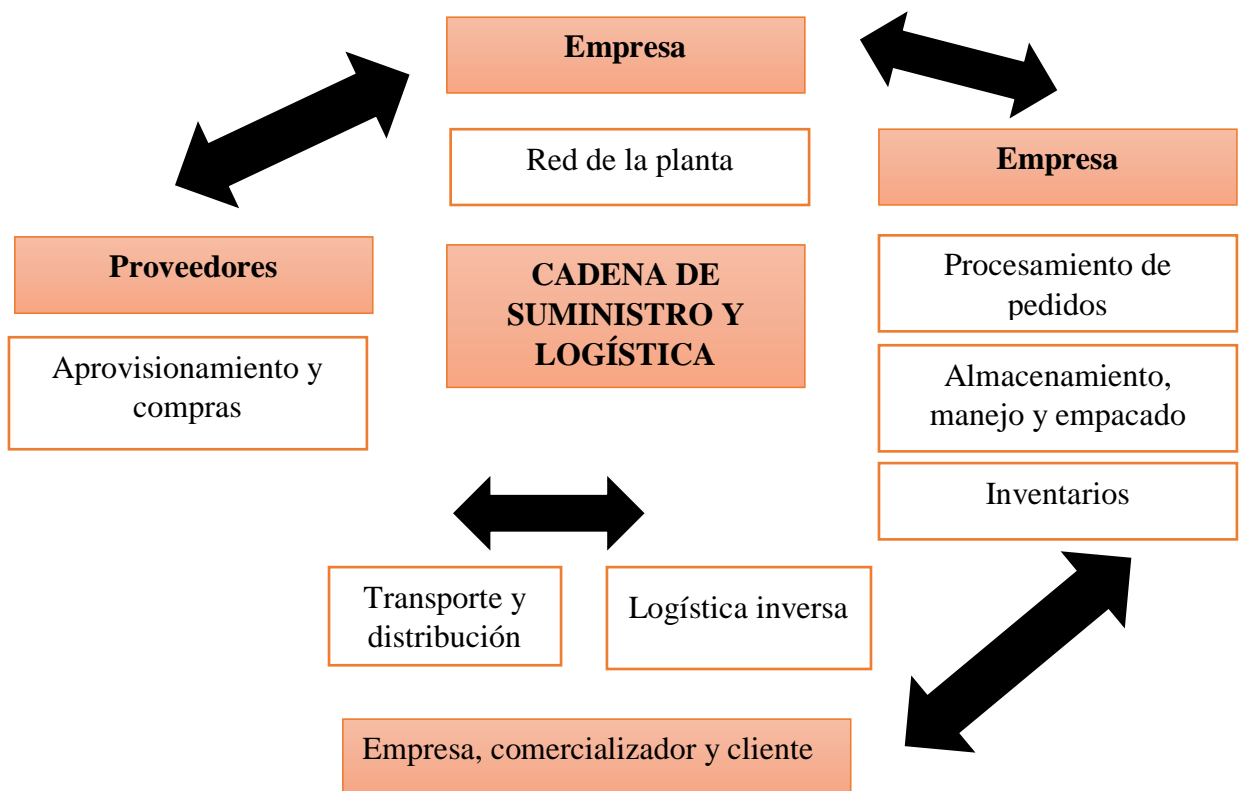 Empresa
Red de la planta
Empresa
Proveedores
Aprovisionamiento y
compras
CADENA DE
SUMINISTRO Y
LOGÍSTICA
Procesamiento de
pedidos
Almacenamiento,
manejo y empacado
Inventarios
Transporte y
distribución
Logística inversa
Empresa, comercializador y cliente